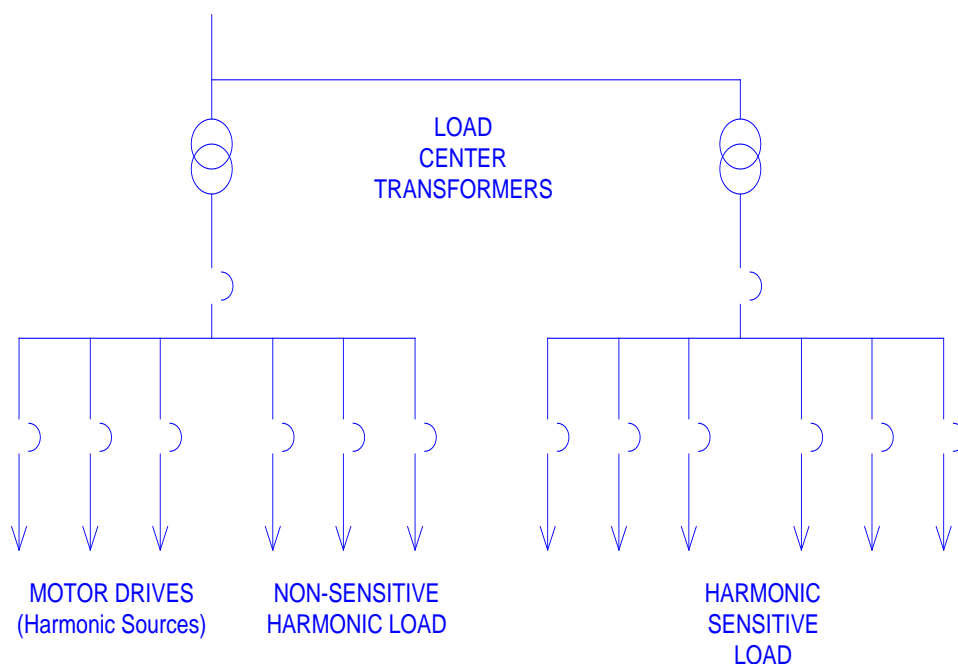 LOAD
CENTER
TRANSFORMERS
MOTOR DRIVES
(Harmonic Sources)
NON-SENSITIVE
HARMONIC LOAD
HARMONIC
SENSITIVE
LOAD